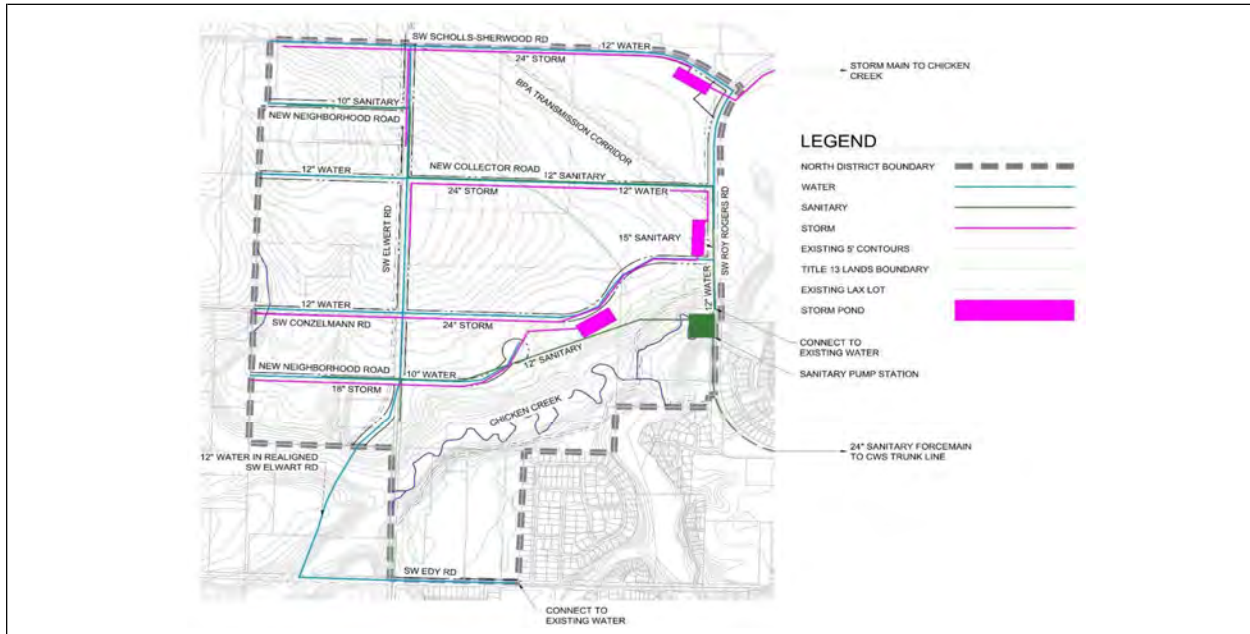 SW SCHOLLS-SHERWOOD RD
12" WATER
24" STORM
STORM MAIN TO CHICKEN
CREEK
BPA TRANSMISSION CORRIDOR
10" SANITARY
NEW NEIGHBORHOOD ROAD
LEGEND
NORTH DISTRICT BOUNDARY
WATER
SANITARY
STORM
EXISTING 5' CONTOURS
TITLE 13 LANDS BOUNDARY
EXISTING LAX LOT
STORM POND
12" WATER
NEW COLLECTOR ROAD
12" SANITARY
24" STORM
12" WATER
SW ELWERT RD
SW ROY ROGERS RD
15" SANITARY
12" WATER
12" WATER
SW CONZELMANN RD
24" STORM
CONNECT TO
EXISTING WATER
SANITARY PUMP STATION
NEW NEIGHBORHOOD ROAD
10" WATER
12" SANITARY
18" STORM
CHICKEN CREEK
24" SANITARY FORCEMAIN
TO CWS TRUNK LINE
12" WATER IN REALIGNED
SW ELWART RD
SW EDY RD
CONNECT TO
EXISTING WATER